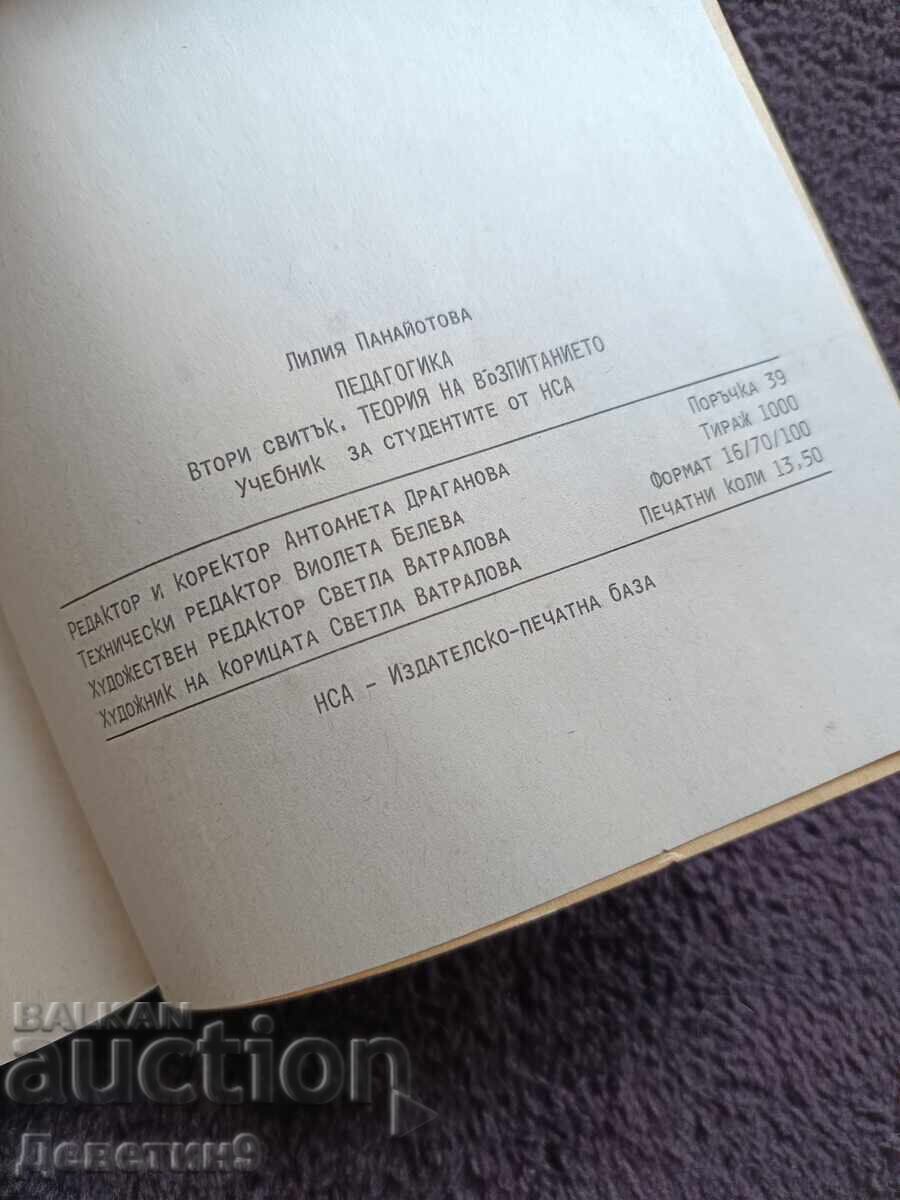 Лилия Панайотова
ПЕДАГОГИКА
ВТОРИ СВИТЪК. ТЕОРИЯ НА ВЪЗПИТАНИЕТО
УЧЕБНИК ЗА СТУДЕНТИТЕ ОТ НСА
Редактор и коректор Антоанета Драганова
Поръчка 39
Технически редактор Виолета Белева
Тираж 1000
Художествен редактор Светла Ватралова
Формат 16/70/100
Художник на корицата Светла Ватралова
Печатни коли 13,50
НСА – Издателско-печатна база
BALKAN
auction
Деветин9